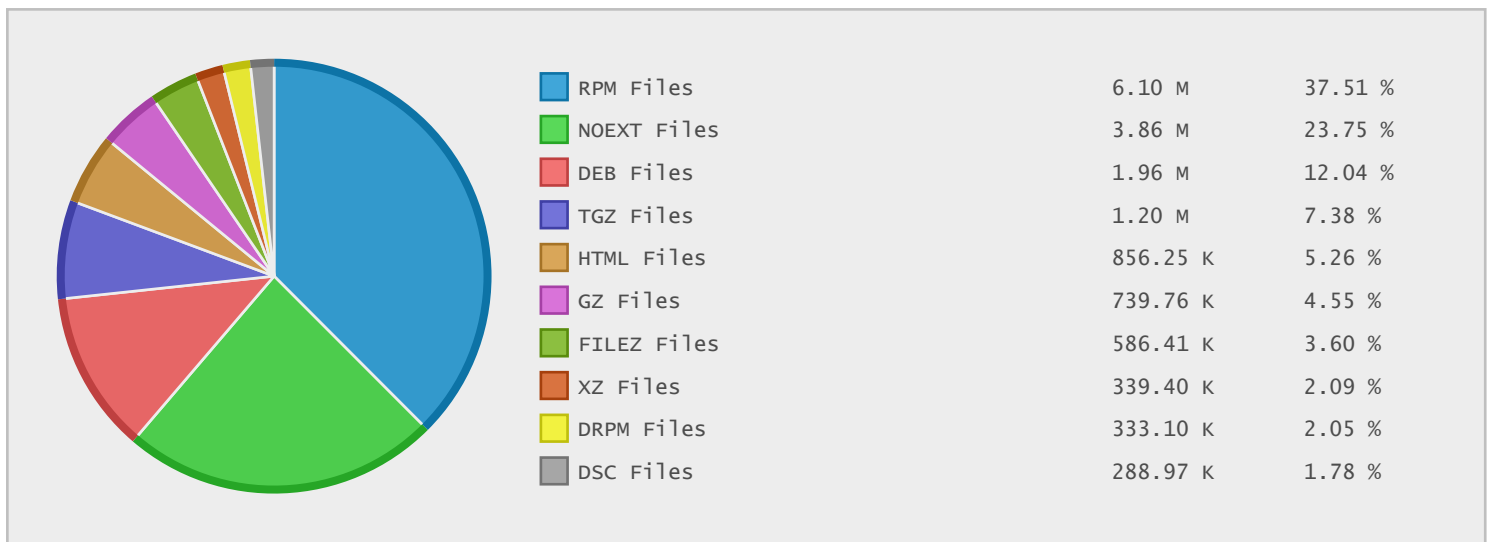 RPM Files 6.10 M 37.51 %
NOEXT Files 3.86 M 23.75 %
DEB Files 1.96 M 12.04 %
TGZ Files 1.20 M 7.38 %
HTML Files 856.25 K 5.26 %
GZ Files 739.76 K 4.55 %
FILEZ Files 586.41 K 3.60 %
XZ Files 339.40 K 2.09 %
DRPM Files 333.10 K 2.05 %
DSC Files 288.97 K 1.78 %